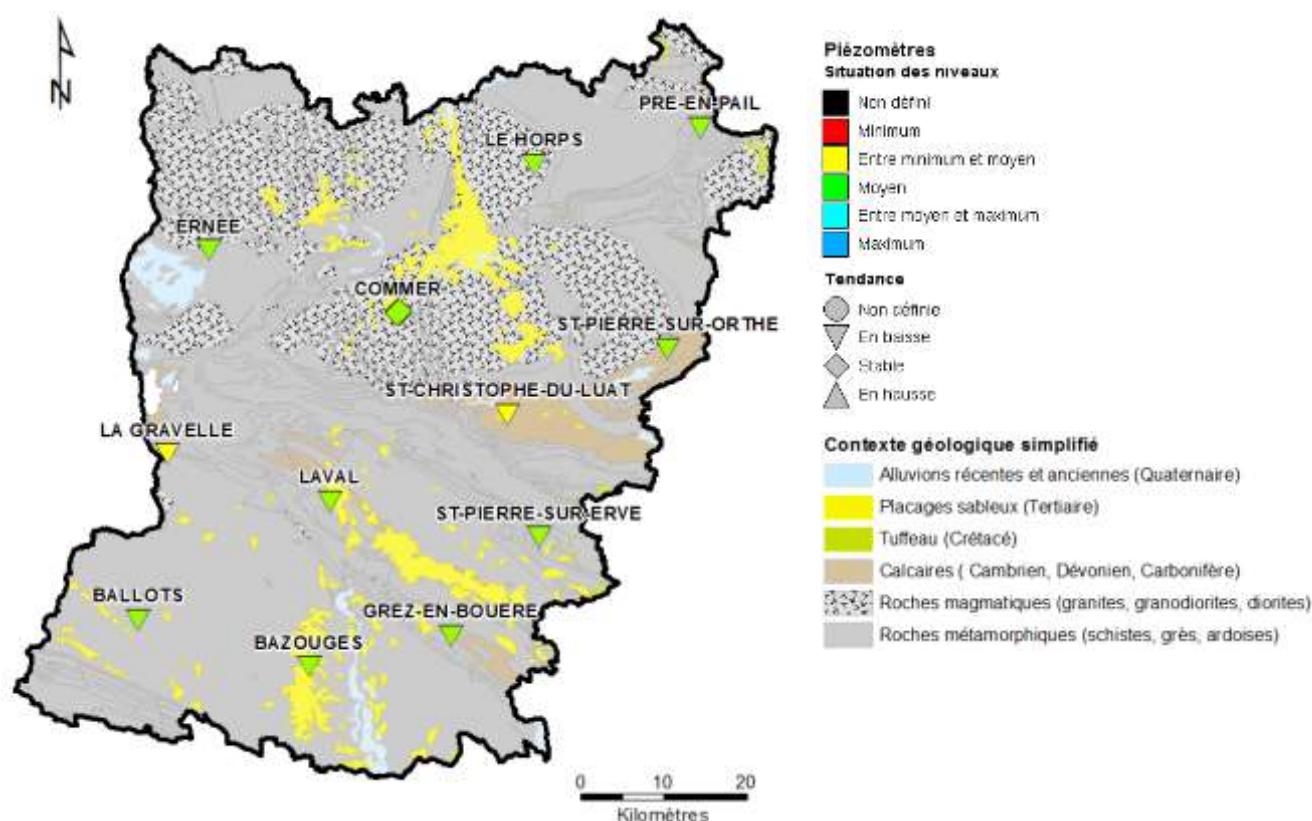 N
PRE-EN-PAIL
LE HORPS
ERNEE
COMMER
ST-PIERRE-SUR-ORTHE
ST-CHRISTOPHE-DU-LUAT
LA GRAVELLE
LAVAL
ST-PIERRE-SUR-ERVE
BALLOTS
GREZ-EN-BOUERE
BAZOUGES
0 10 20
Kilomètres
Piézomètres
Situation des niveaux
Non défini
Minimum
Entre minimum et moyen
Moyen
Entre moyen et maximum
Maximum
Tendance
Non définie
En baisse
Stable
En hausse
Contexte géologique simplifié
Alluvions récentes et anciennes (Quaternaire)
Placages sableux (Tertiaire)
Tuffeau (Crétacé)
Calcaires ( Cambrien, Dévonien, Carbonifère)
Roches magmatiques (granites, granodiorites, diorites)
Roches métamorphiques (schistes, grès, ardoises)